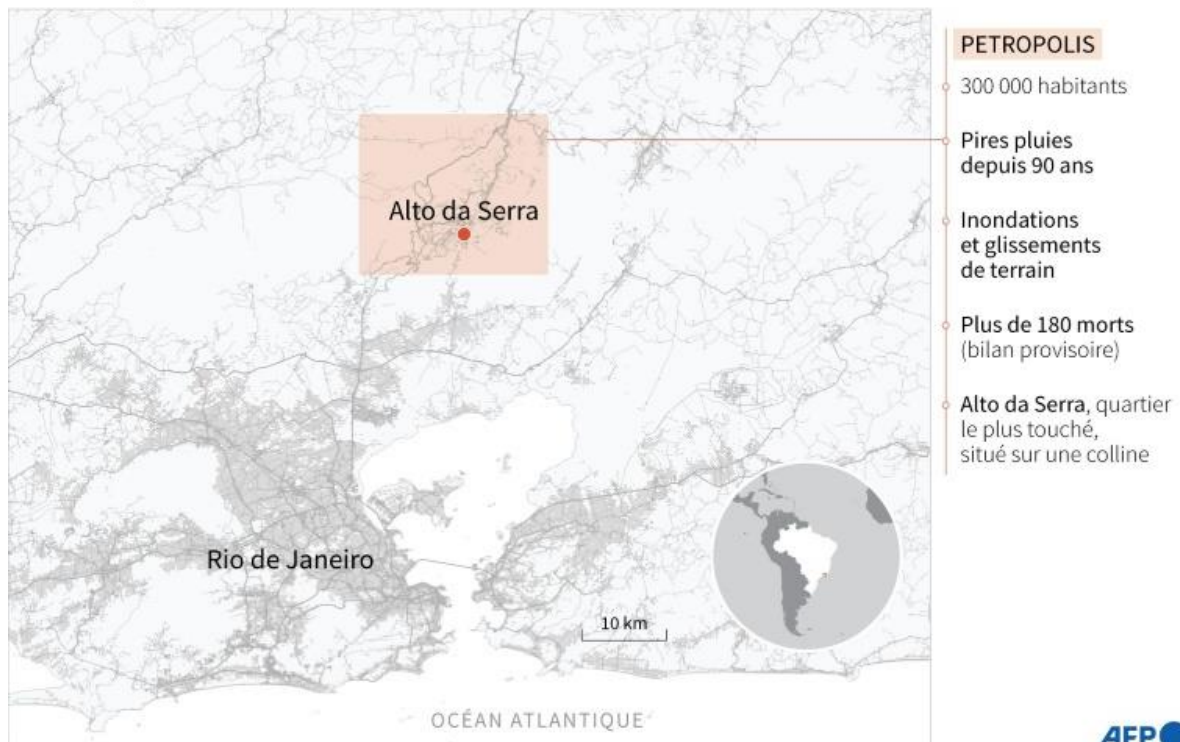 PETROPOLIS
300 000 habitants
Pires pluies
depuis 90 ans
Inondations
et glissements
de terrain
Plus de 180 morts
(bilan provisoire)
Alto da Serra, quartier
le plus touché,
situé sur une colline
Alto da Serra
Rio de Janeiro
10 km
OCÉAN ATLANTIQUE
AFP